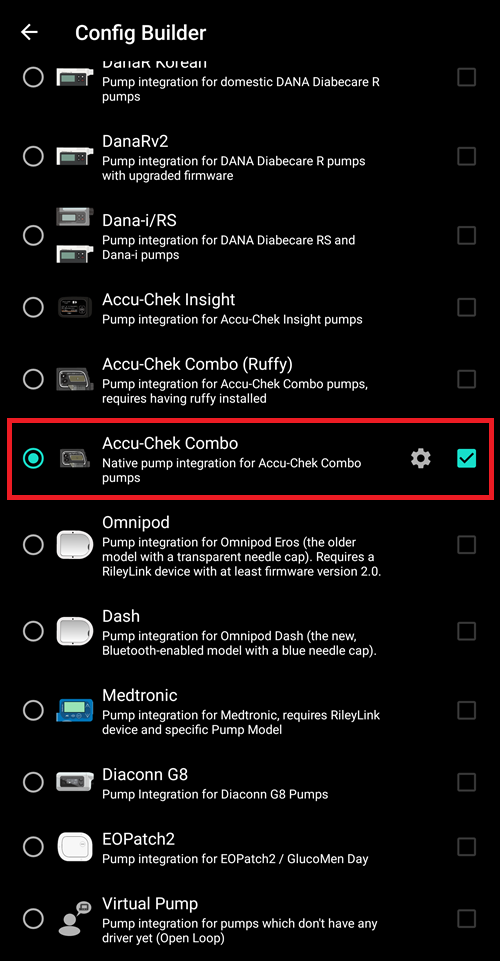 Config Builder
DanaR Korean
Pump integration for domestic DANA Diabecare R
pumps
DanaRv2
Pump integration for DANA Diabecare R pumps
with upgraded firmware
Dana-i/RS
Pump integration for DANA Diabecare RS and
Dana-i pumps
Accu-Chek Insight
Pump integration for Accu-Chek Insight pumps
Accu-Chek Combo (Ruffy)
Pump integration for Accu-Chek Combo pumps,
requires having ruffy installed
Accu-Chek Combo
Native pump integration for Accu-Chek Combo
pumps
Omnipod
Pump integration for Omnipod Eros (the older
model with a transparent needle cap). Requires a
RileyLink device with at least firmware version 2.0.
Dash
Pump integration for Omnipod Dash (the new,
Bluetooth-enabled model with a blue needle cap).
Medtronic
Pump integration for Medtronic, requires RileyLink
device and specific Pump Model
Diaconn G8
Pump Integration for Diaconn G8 Pumps
EOPatch2
Pump integration for EOPatch2 / GlucoMen Day
Virtual Pump
Pump integration for pumps which don't have any
driver yet (Open Loop)